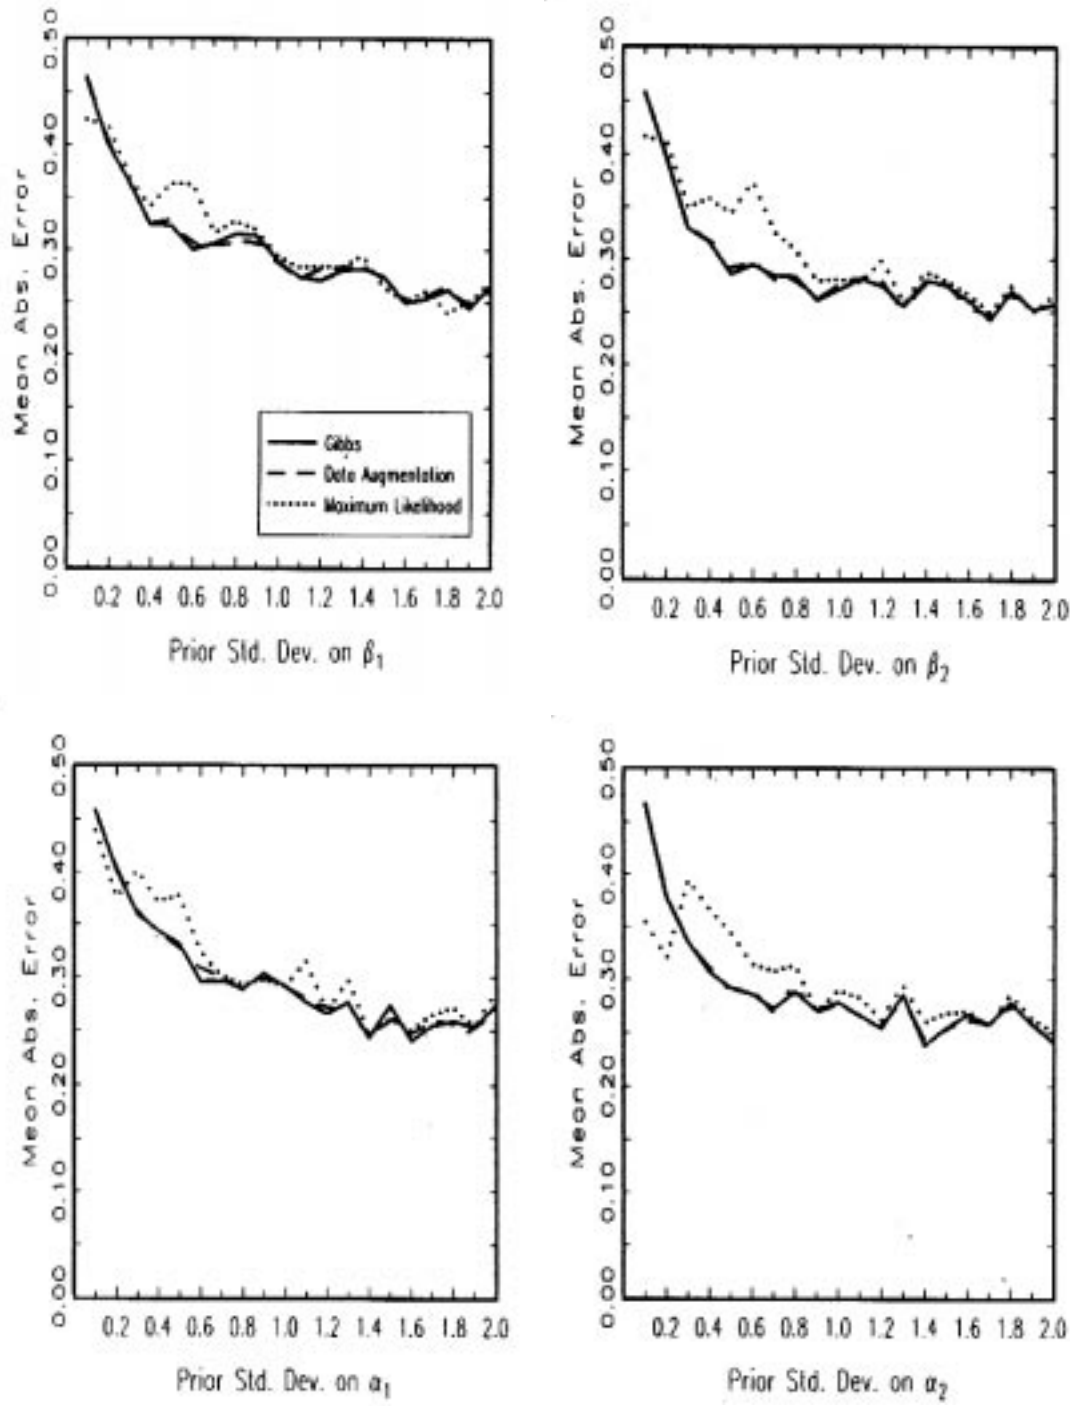 Mean Abs. Error
0.00 0.10 0.20 0.30 0.40 0.50
Gibbs
Data Augmentation
Maximum Likelihood
0.2 0.4 0.6 0.8 1.0 1.2 1.4 1.6 1.8 2.0
Prior Std. Dev. on β1
Mean Abs. Error
0.00 0.10 0.20 0.30 0.40 0.50
0.2 0.4 0.6 0.8 1.0 1.2 1.4 1.6 1.8 2.0
Prior Std. Dev. on β2
Mean Abs. Error
0.00 0.10 0.20 0.30 0.40 0.50
0.2 0.4 0.6 0.8 1.0 1.2 1.4 1.6 1.8 2.0
Prior Std. Dev. on α1
Mean Abs. Error
0.00 0.10 0.20 0.30 0.40 0.50
0.2 0.4 0.6 0.8 1.0 1.2 1.4 1.6 1.8 2.0
Prior Std. Dev. on α2